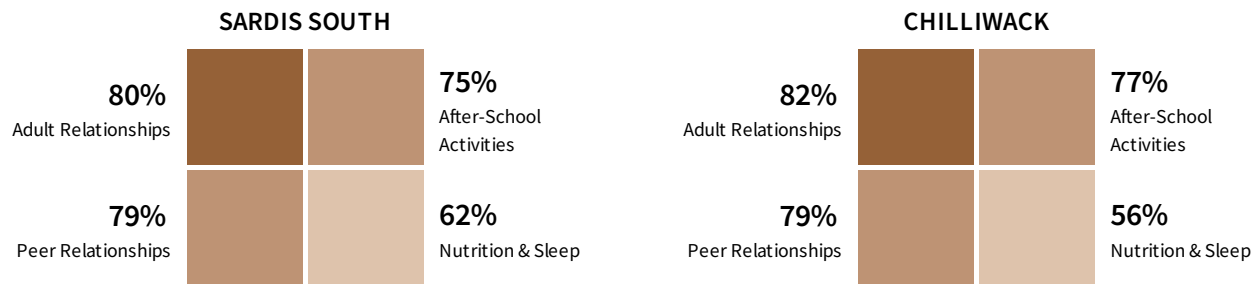 SARDIS SOUTH
80%
Adult Relationships
75%
After-School
Activities
79%
Peer Relationships
62%
Nutrition & Sleep
CHILLIWACK
82%
Adult Relationships
77%
After-School
Activities
79%
Peer Relationships
56%
Nutrition & Sleep